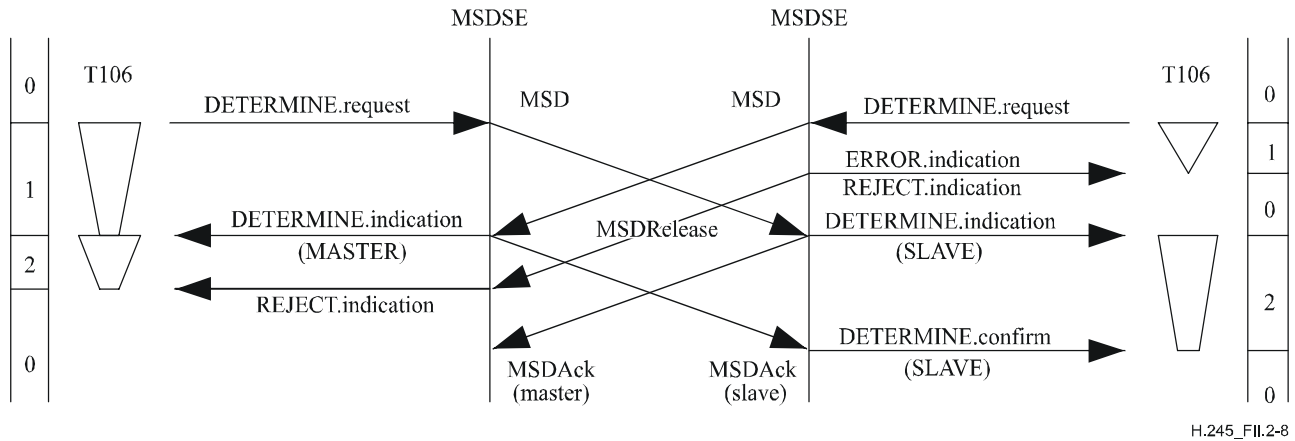 MSDSE MSDSE
T106 T106
0 0
MSD MSD
DETERMINE.request DETERMINE.request
ERROR.indication
1 1
REJECT.indication
0
DETERMINE.indication MSDRelease DETERMINE.indication
(MASTER) (SLAVE)
2
REJECT.indication 2
DETERMINE.confirm
0 MSDAck MSDAck (SLAVE)
(master) (slave) 0
H.245_FII.2-8